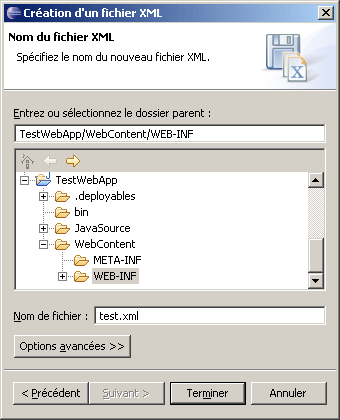 Création d'un fichier XML
Nom du fichier XML
Spécifiez le nom du nouveau fichier XML.
X
Entrez ou sélectionnez le dossier parent :
TestWebApp/WebContent/WEB-INF
TestWebApp
.deployables
bin
JavaSource
WebContent
META-INF
WEB-INF
Nom de fichier : test.xml
Options avancées >>
< Précédent Suivant > Terminer Annuler